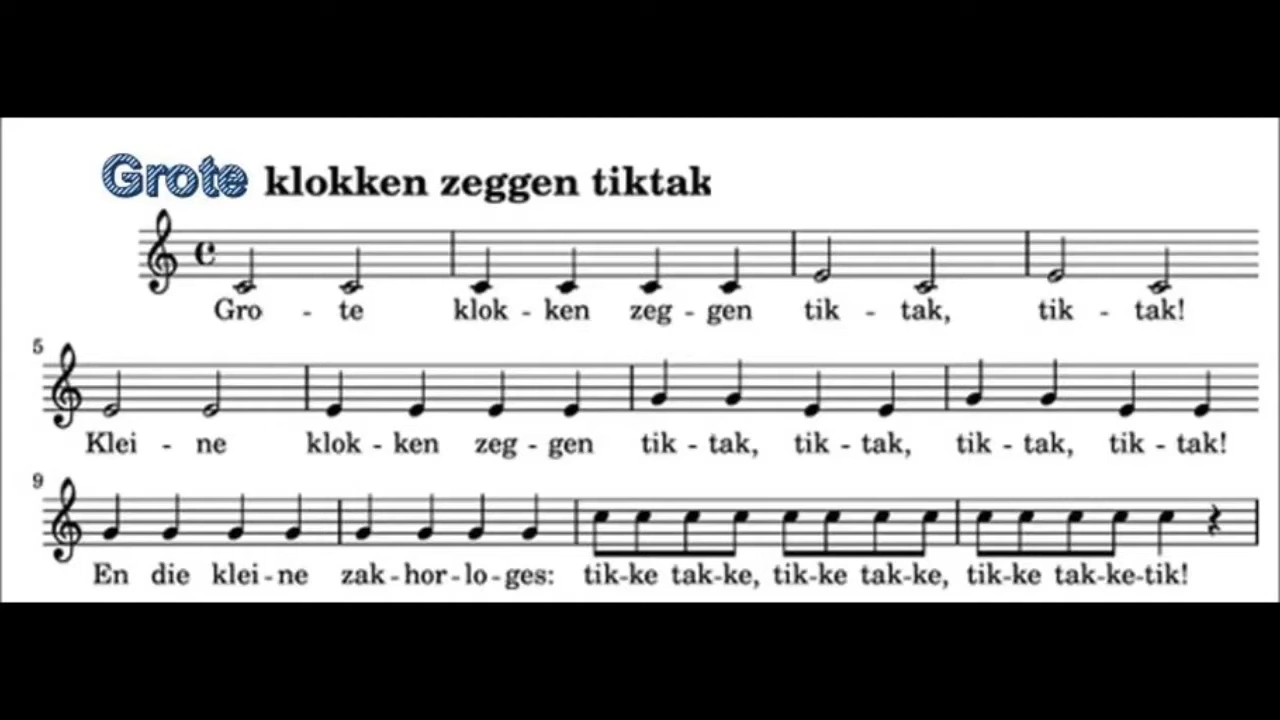 Grote klokken zeggen tiktak
Gro - te klok - ken zeg - gen tik - tak, tik - tak!
5
Klei - ne klok - ken zeg - gen tik - tak, tik - tak, tik - tak, tik - tak!
9
En die klei - ne zak - hor - lo - ges: tik-ke tak-ke, tik-ke tak-ke, tik-ke tak-ke-tik!